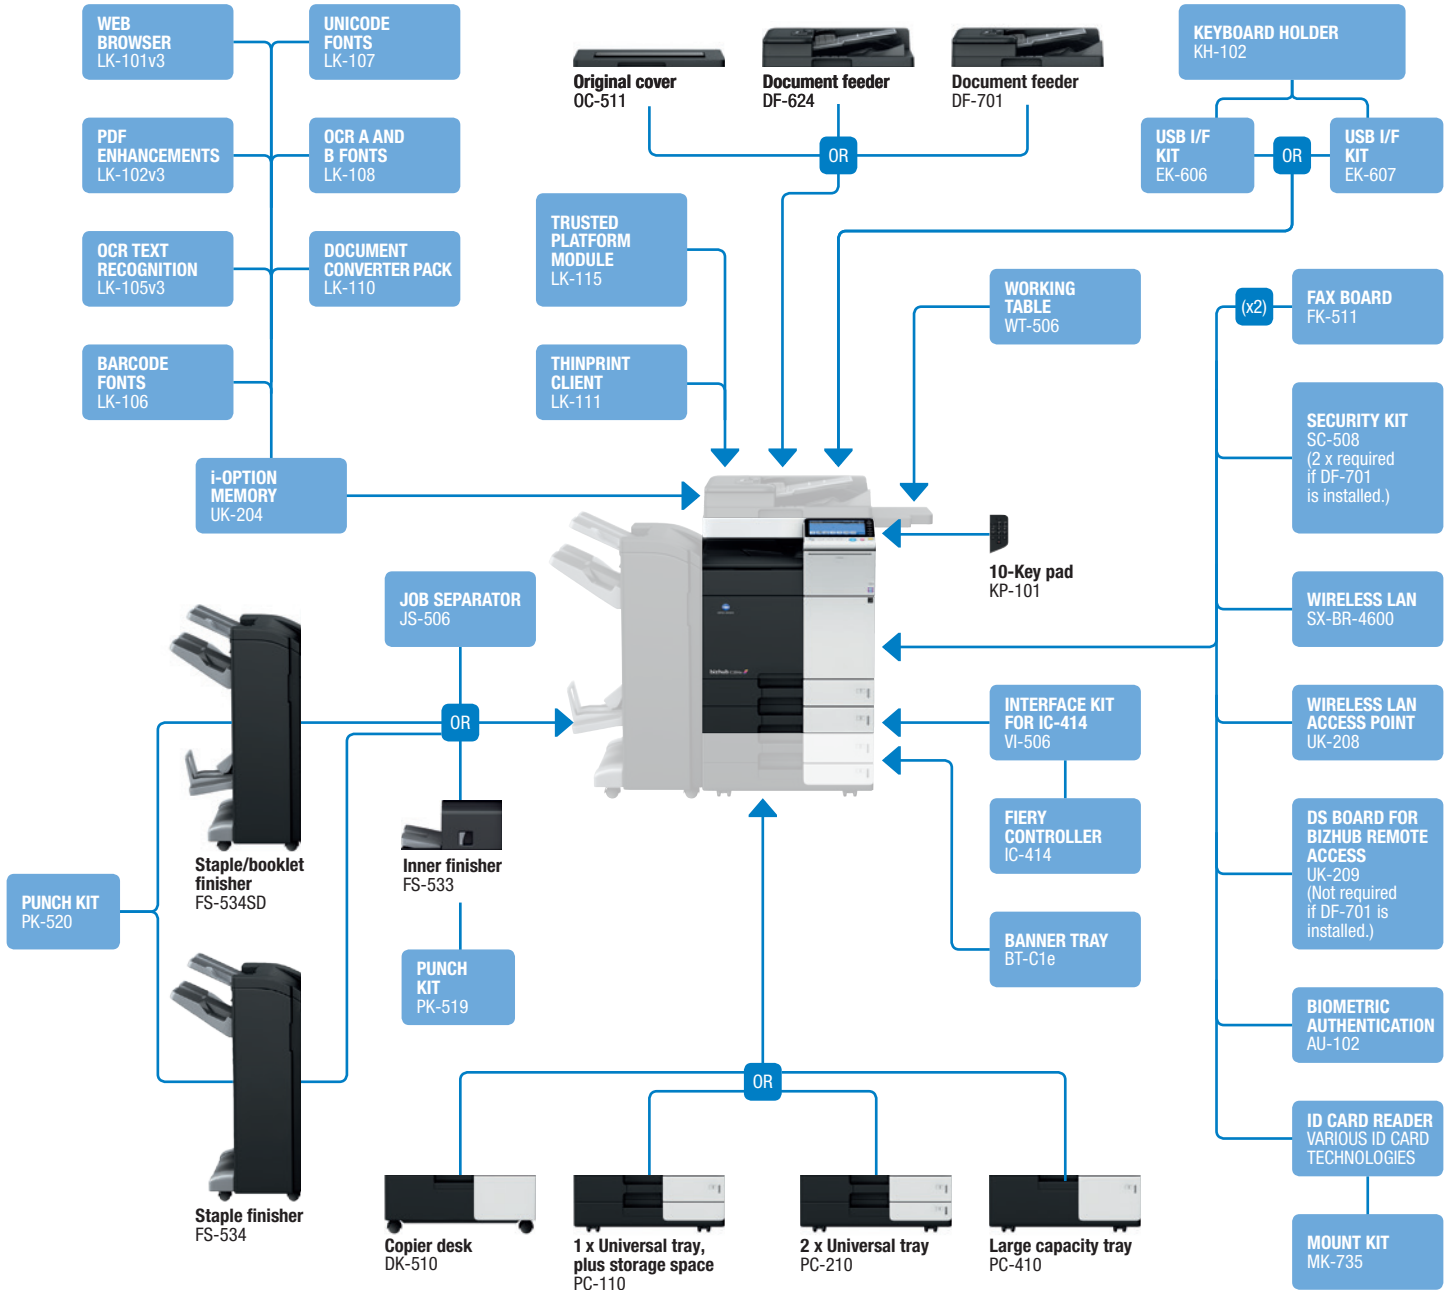 WEB
BROWSER
LK-101v3
UNICODE
FONTS
LK-107
PDF
ENHANCEMENTS
LK-102v3
OCR A AND
B FONTS
LK-108
OCR TEXT
RECOGNITION
LK-105v3
DOCUMENT
CONVERTER PACK
LK-110
BARCODE
FONTS
LK-106
i-OPTION
MEMORY
UK-204
Original cover
OC-511
Document feeder
DF-624
Document feeder
DF-701
OR
KEYBOARD HOLDER
KH-102
USB I/F
KIT
EK-606
OR
USB I/F
KIT
EK-607
TRUSTED
PLATFORM
MODULE
LK-115
THINPRINT
CLIENT
LK-111
WORKING
TABLE
WT-506
(x2)
FAX BOARD
FK-511
SECURITY KIT
SC-508
(2 x required
if DF-701
is installed.)
10-Key pad
KP-101
WIRELESS LAN
SX-BR-4600
WIRELESS LAN
ACCESS POINT
UK-208
DS BOARD FOR
BIZHUB REMOTE
ACCESS
UK-209
(Not required
if DF-701 is
installed.)
BIOMETRIC
AUTHENTICATION
AU-102
ID CARD READER
VARIOUS ID CARD
TECHNOLOGIES
MOUNT KIT
MK-735
JOB SEPARATOR
JS-506
OR
bizhub
INTERFACE KIT
FOR IC-414
VI-506
FIERY
CONTROLLER
IC-414
BANNER TRAY
BT-C1e
Staple/booklet
finisher
FS-534SD
Inner finisher
FS-533
PUNCH KIT
PK-520
PUNCH
KIT
PK-519
Staple finisher
FS-534
OR
Copier desk
DK-510
1 x Universal tray,
plus storage space
PC-110
2 x Universal tray
PC-210
Large capacity tray
PC-410